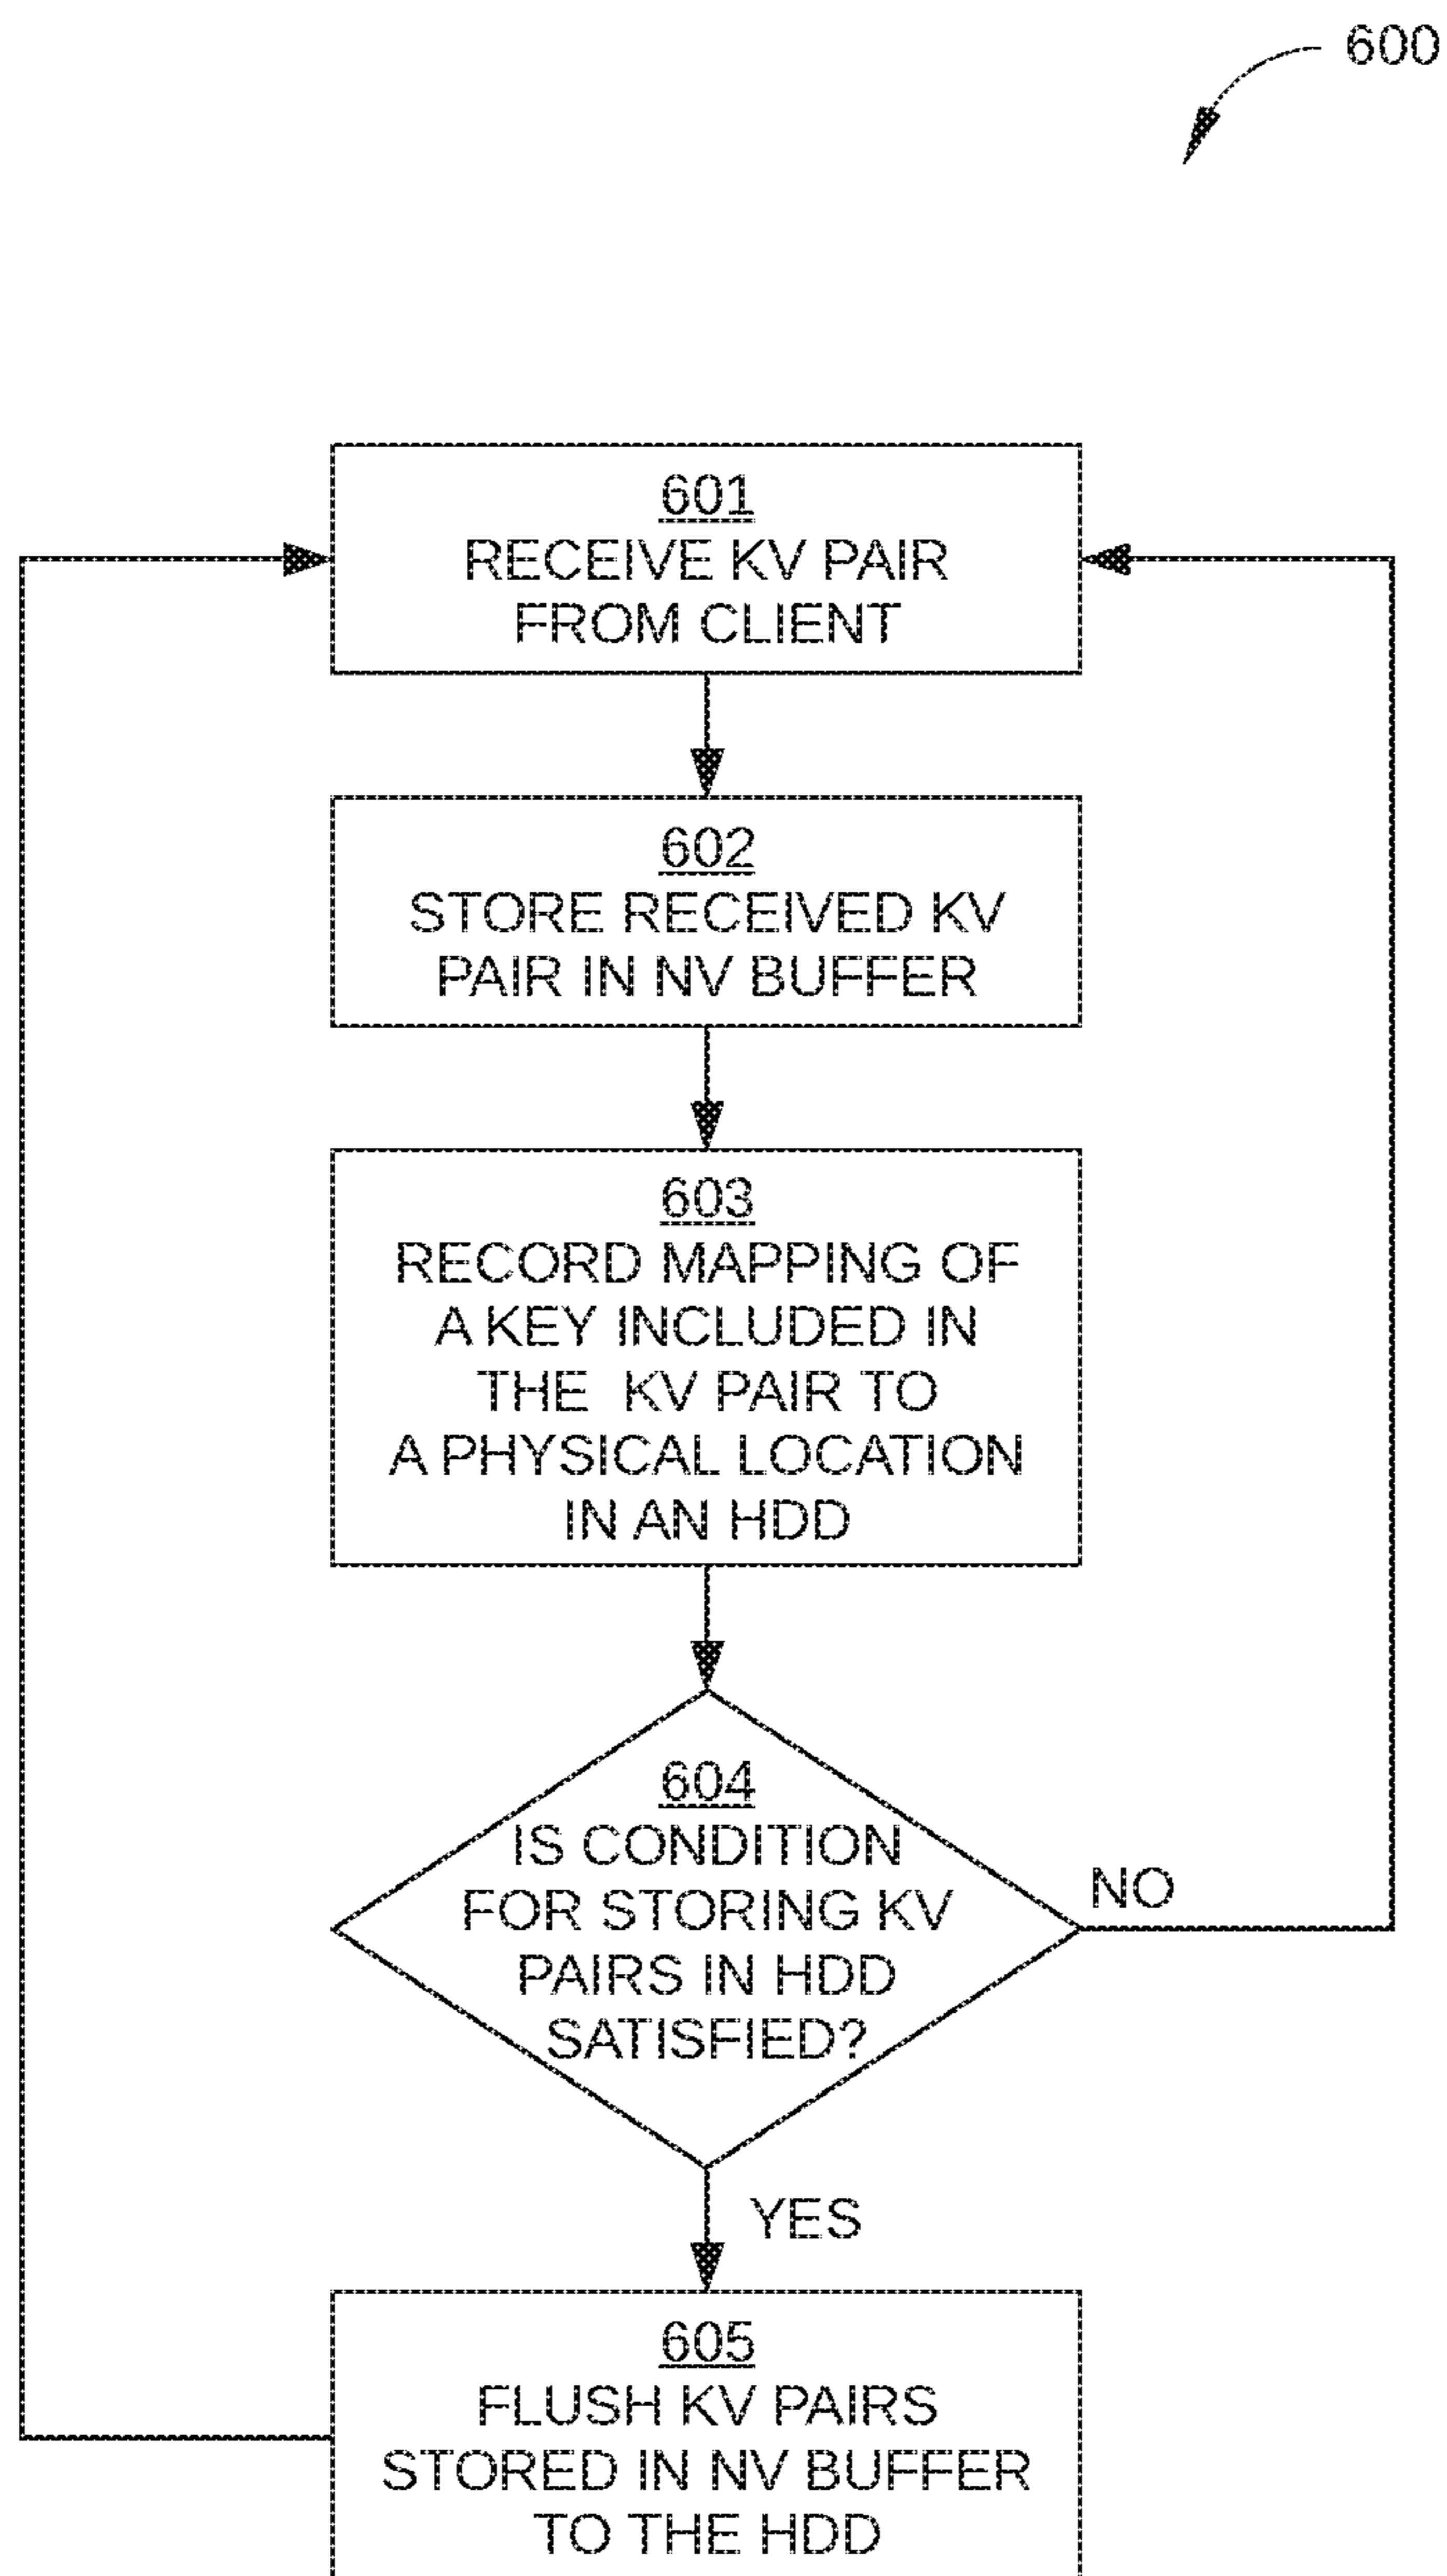 600
601
RECEIVE KV PAIR
FROM CLIENT
602
STORE RECEIVED KV
PAIR IN NV BUFFER
603
RECORD MAPPING OF
A KEY INCLUDED IN
THE KV PAIR TO
A PHYSICAL LOCATION
IN AN HDD
604
IS CONDITION
FOR STORING KV
PAIRS IN HDD
SATISFIED?
NO
YES
605
FLUSH KV PAIRS
STORED IN NV BUFFER
TO THE HDD